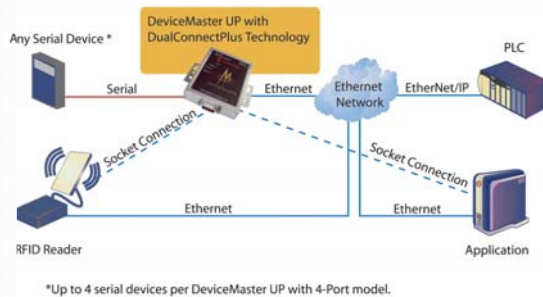 DeviceMaster UP with
DualConnectPlus Technology
Any Serial Device *
PLC
Serial
Ethernet
Ethernet
Network
EtherNet/IP
Socket Connection
Socket Connection
Ethernet
Ethernet
RFID Reader
Application
*Up to 4 serial devices per DeviceMaster UP with 4-Port model.